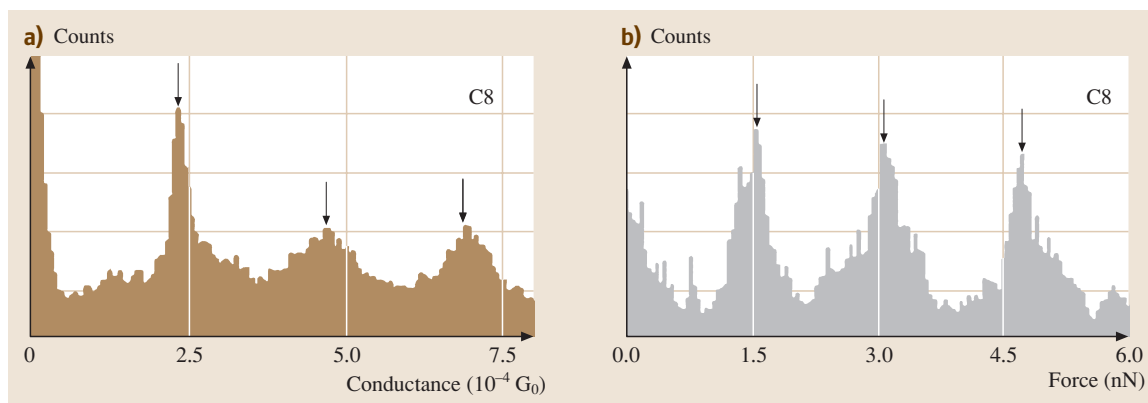 a) Counts
C8
0 2.5 5.0 7.5
Conductance (10⁻⁴ G₀)
b) Counts
C8
0.0 1.5 3.0 4.5 6.0
Force (nN)